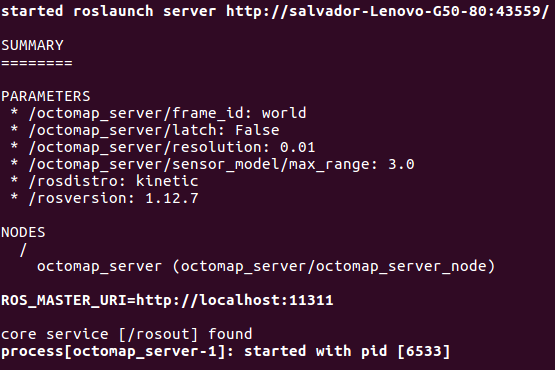 started roslaunch server http://salvador-Lenovo-G50-80:43559/
SUMMARY
========
PARAMETERS
* /octomap_server/frame_id: world
* /octomap_server/latch: False
* /octomap_server/resolution: 0.01
* /octomap_server/sensor_model/max_range: 3.0
* /rosdistro: kinetic
* /rosversion: 1.12.7
NODES
/
octomap_server (octomap_server/octomap_server_node)
ROS_MASTER_URI=http://localhost:11311
core service [/rosout] found
process[octomap_server-1]: started with pid [6533]